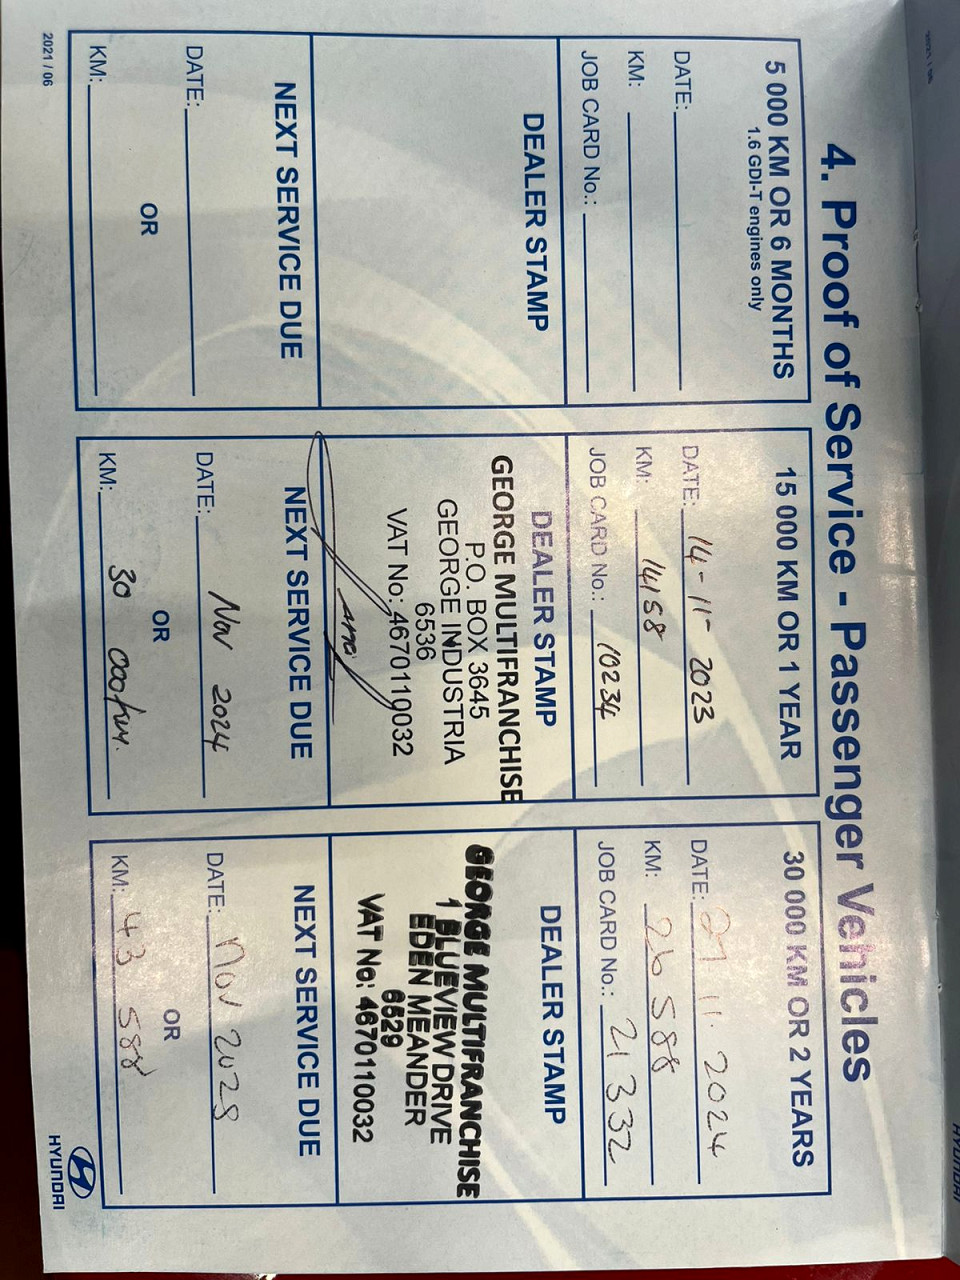 4. Proof of Service - Passenger Vehicles
5 000 KM OR 6 MONTHS
1.6 GDI-T engines only
DATE:
KM:
JOB CARD No.:
DEALER STAMP
NEXT SERVICE DUE
DATE:
OR
KM:
15 000 KM OR 1 YEAR
DATE: 14-11-2023
KM: 14158
JOB CARD No.: 10234
DEALER STAMP
GEORGE MULTIFRANCHISE
P.O. BOX 3645
GEORGE INDUSTRIA
6536
VAT No: 4670110032
NEXT SERVICE DUE
DATE: Nov 2024
OR
KM: 30 000km.
30 000 KM OR 2 YEARS
DATE: 27 11. 2024
KM: 26 588
JOB CARD No.: 21332
DEALER STAMP
GEORGE MULTIFRANCHISE
1 BLUEVIEW DRIVE
EDEN MEANDER
6529
VAT No: 4670110032
NEXT SERVICE DUE
DATE: Nov 2025
OR
KM: 43 588
2021 / 06
HYUNDAI